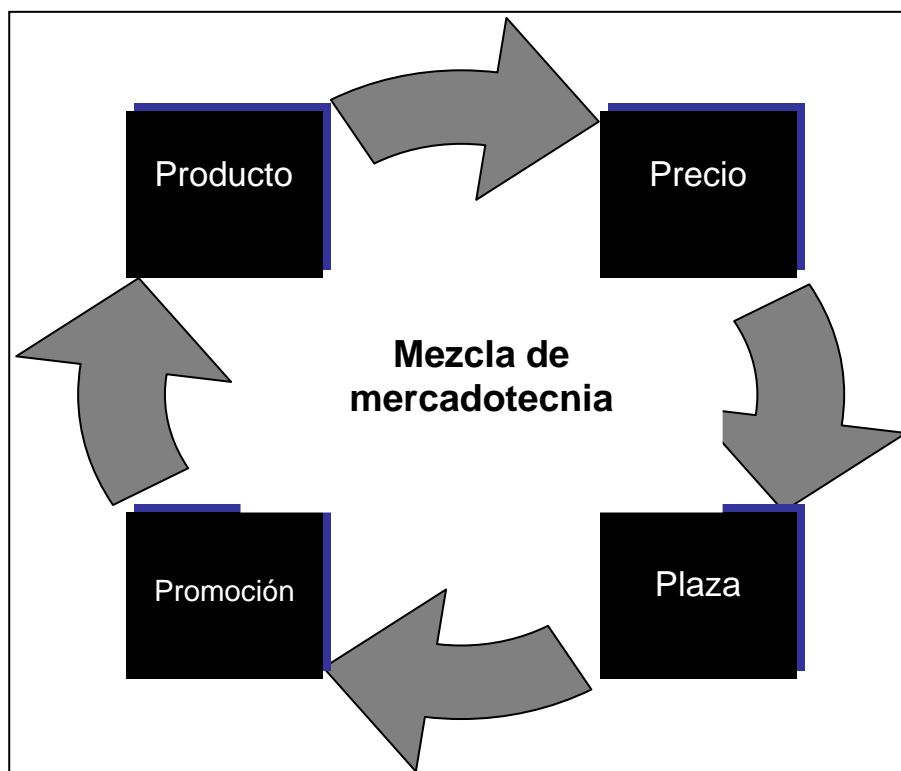 Producto
Precio
Mezcla de
mercadotecnia
Promoción
Plaza